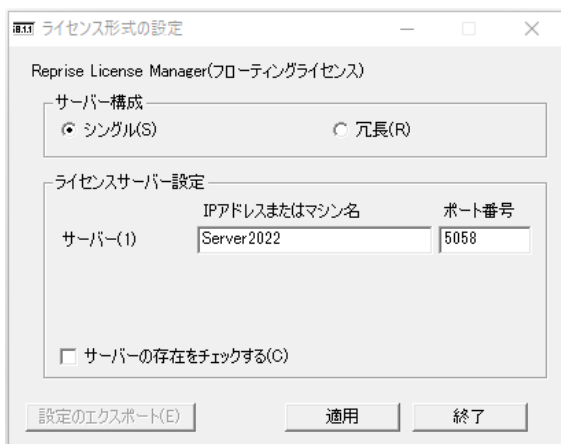 iB.1.1 ライセンス形式の設定
Reprise License Manager(フローティングライセンス)
サーバー構成
シングル(S) 冗長(R)
ライセンスサーバー設定
IPアドレスまたはマシン名 ポート番号
サーバー(1) Server2022 5058
サーバーの存在をチェックする(C)
設定のエクスポート(E) 適用 終了